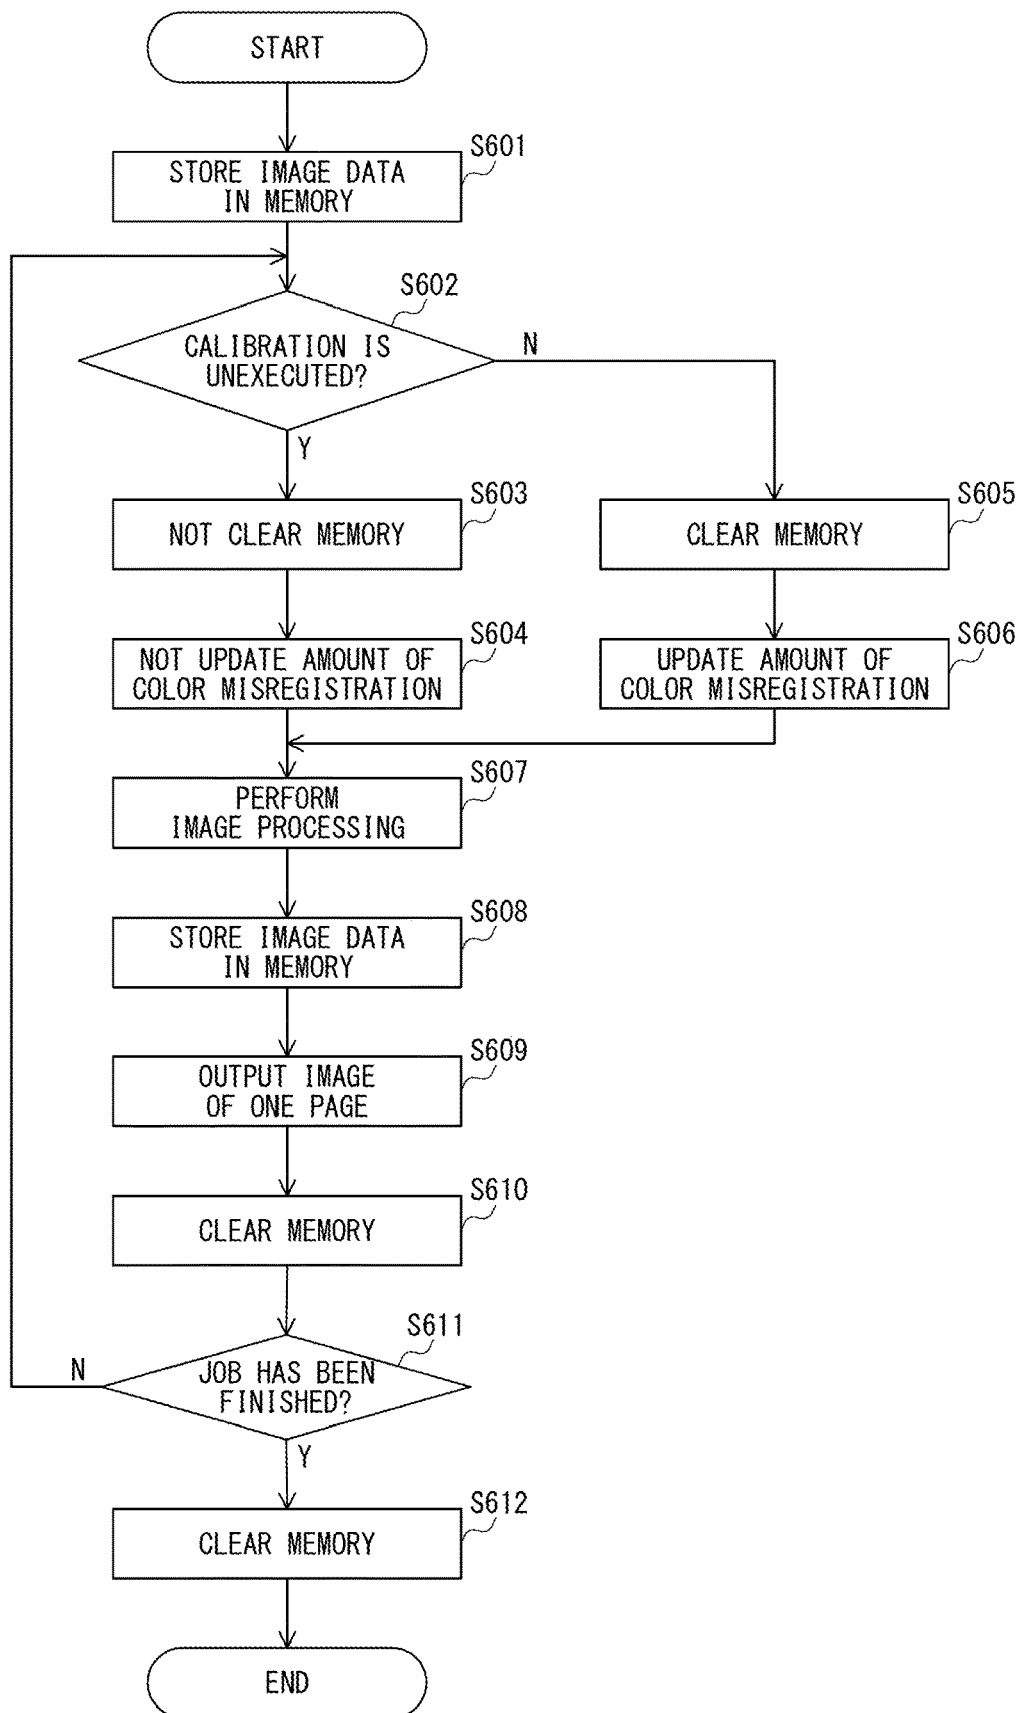 START
S601
STORE IMAGE DATA
IN MEMORY
S602
CALIBRATION IS
UNEXECUTED?
N
Y
S603
NOT CLEAR MEMORY
S605
CLEAR MEMORY
S604
NOT UPDATE AMOUNT OF
COLOR MISREGISTRATION
S606
UPDATE AMOUNT OF
COLOR MISREGISTRATION
S607
PERFORM
IMAGE PROCESSING
S608
STORE IMAGE DATA
IN MEMORY
S609
OUTPUT IMAGE
OF ONE PAGE
S610
CLEAR MEMORY
S611
N
JOB HAS BEEN
FINISHED?
Y
S612
CLEAR MEMORY
END